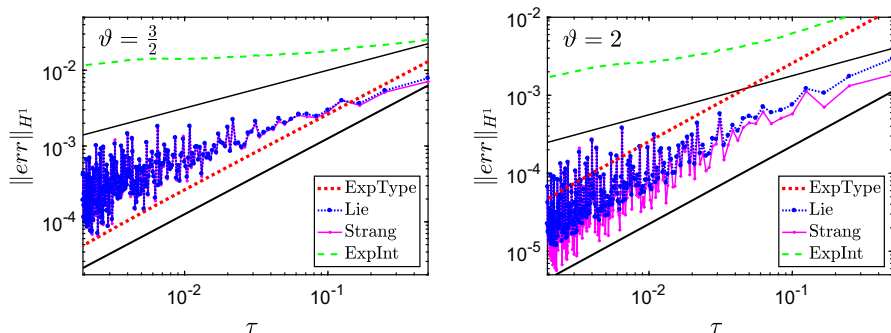 ϑ = 3/2
10^-2
10^-3
10^-4
‖err‖_{H^1}
ExpType
Lie
Strang
ExpInt
10^-2
10^-1
τ
ϑ = 2
10^-2
10^-3
10^-4
10^-5
‖err‖_{H^1}
ExpType
Lie
Strang
ExpInt
10^-2
10^-1
τ